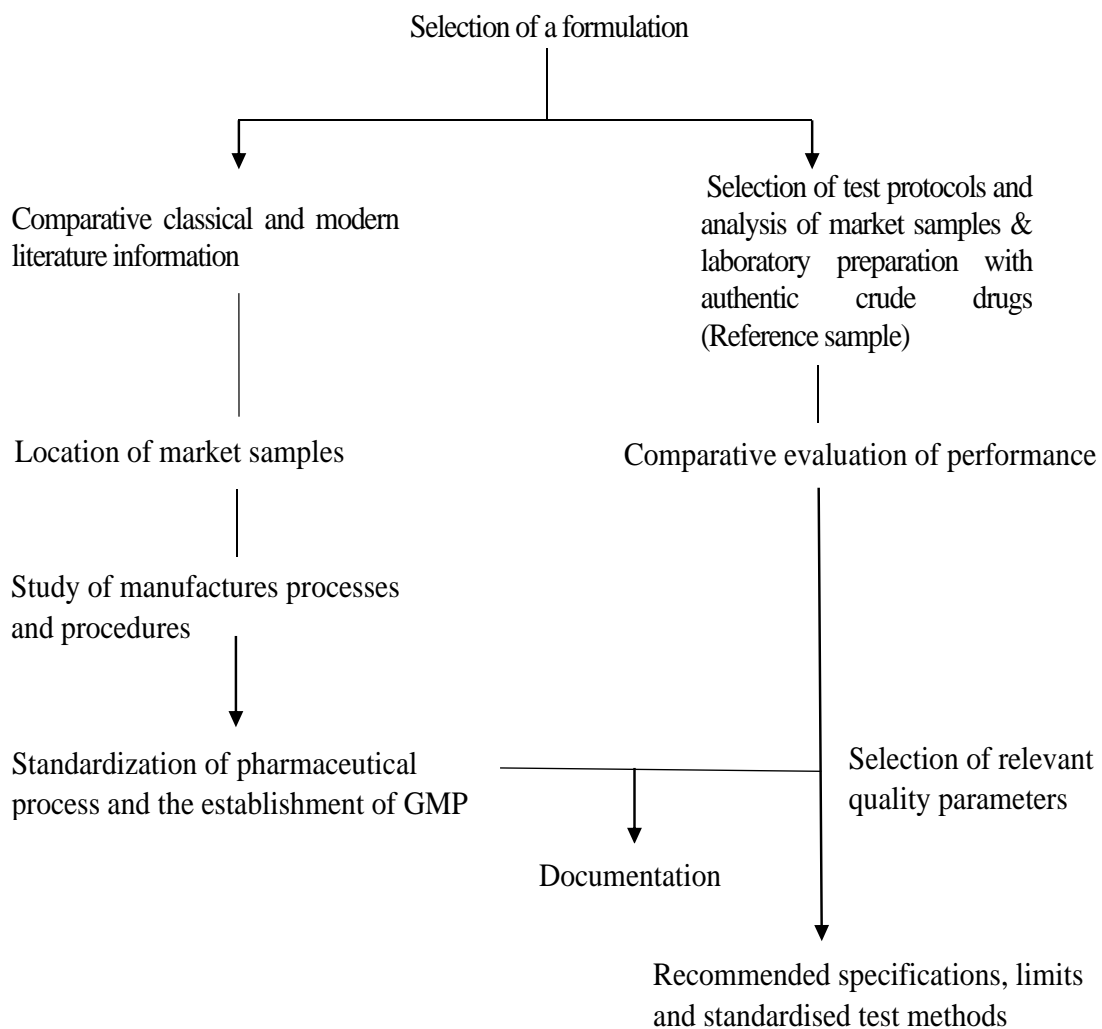 Selection of a formulation
Comparative classical and modern
literature information
Selection of test protocols and
analysis of market samples &
laboratory preparation with
authentic crude drugs
(Reference sample)
Location of market samples
Comparative evaluation of performance
Study of manufactures processes
and procedures
Standardization of pharmaceutical
process and the establishment of GMP
Selection of relevant
quality parameters
Documentation
Recommended specifications, limits
and standardised test methods